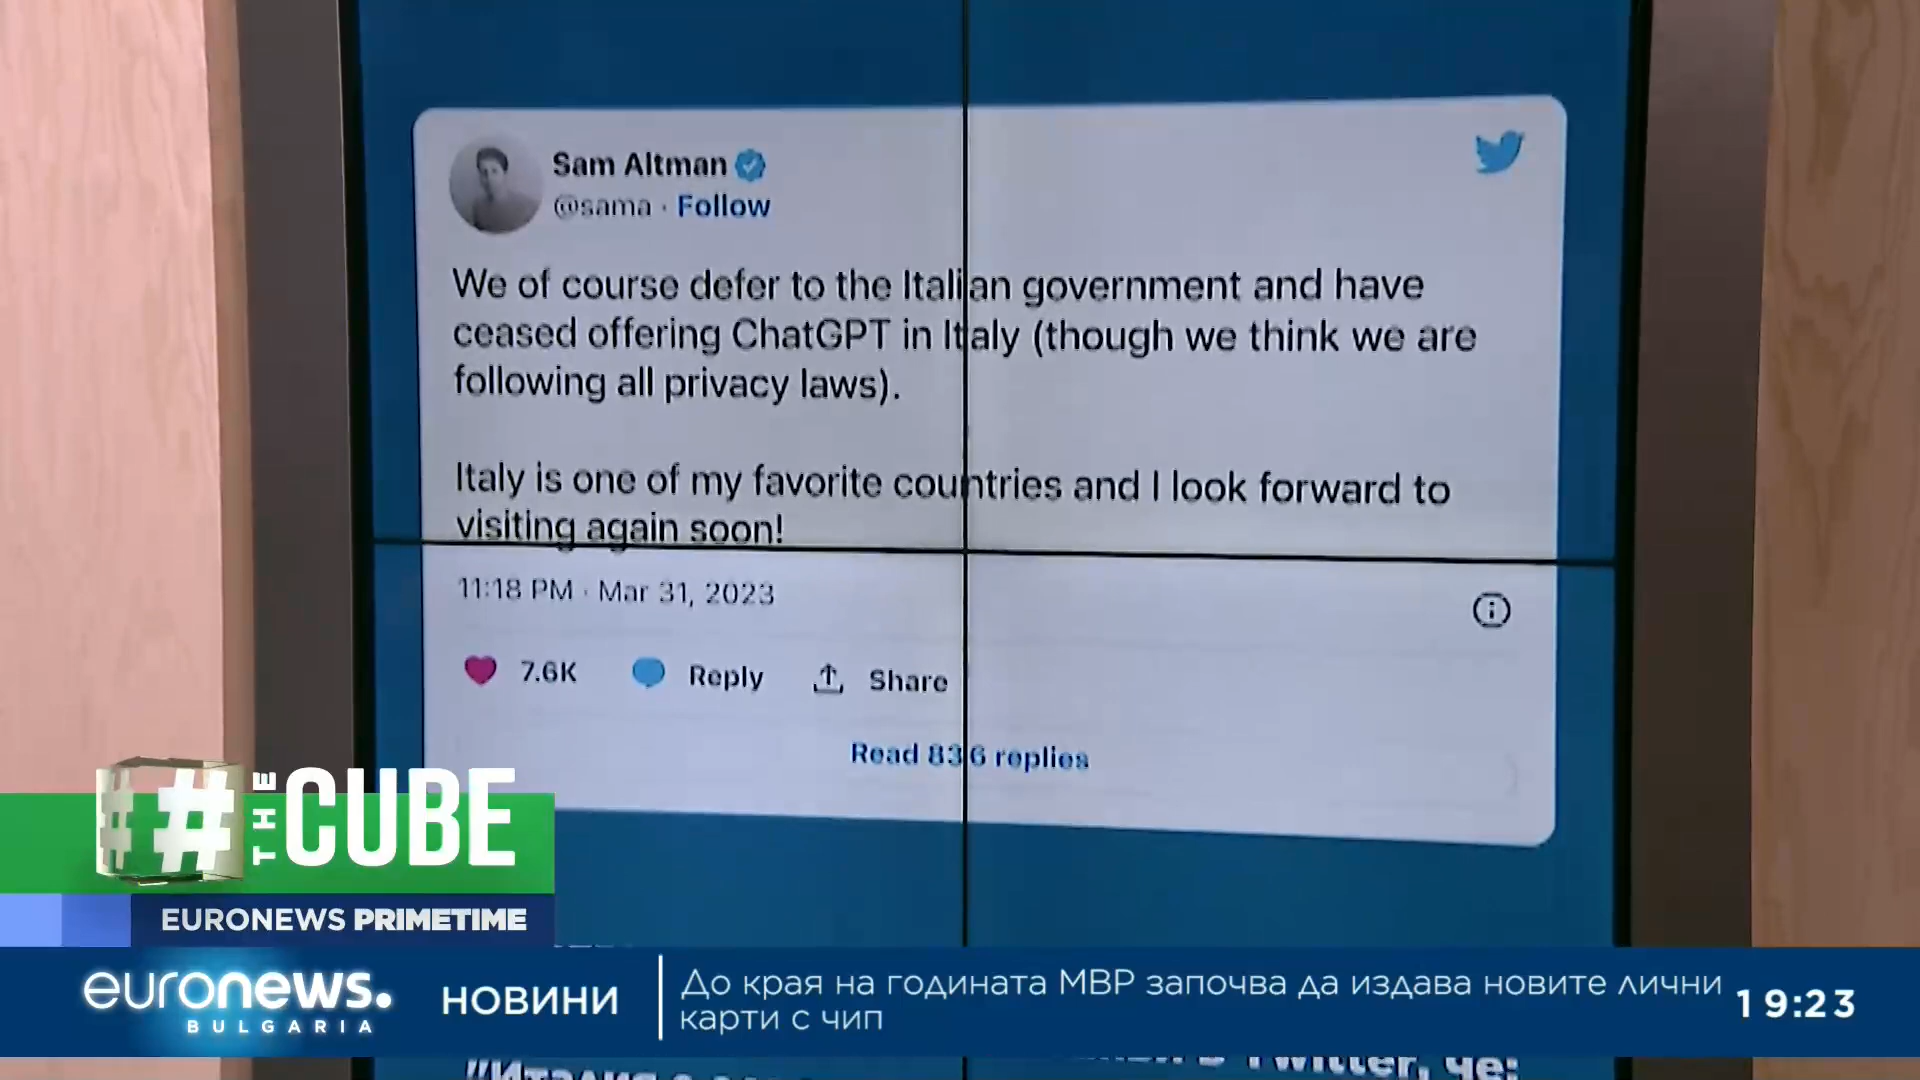 Sam Altman
@sama · Follow
We of course defer to the Italian government and have
ceased offering ChatGPT in Italy (though we think we are
following all privacy laws).
Italy is one of my favorite countries and I look forward to
visiting again soon!
11:18 PM · Mar 31, 2023
7.6K Reply Share
Read 836 replies
# # THE CUBE
EURONEWS PRIMETIME
euronews.
BULGARIA
НОВИНИ
До края на годината МВР започва да издава новите лични
карти с чип
19:23
"Италия
Twitter, че: